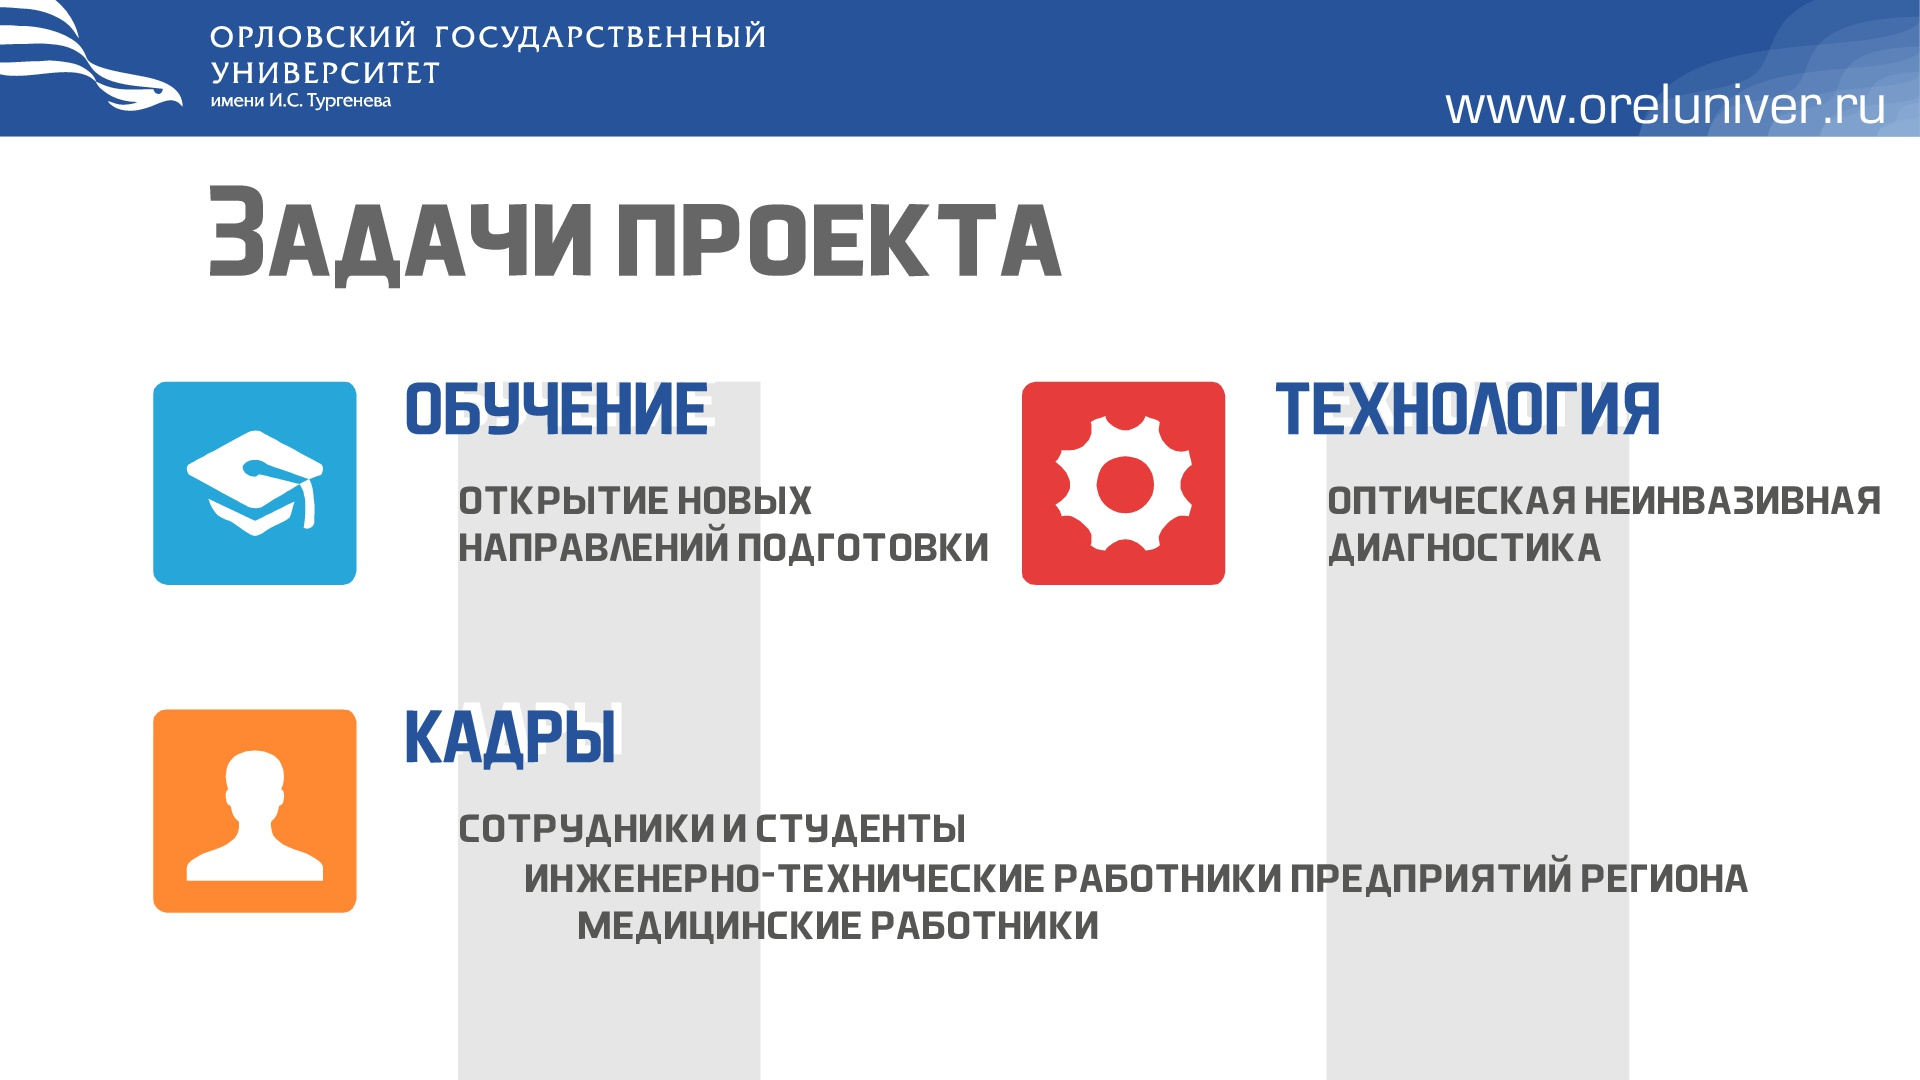 ОРЛОВСКИЙ ГОСУДАРСТВЕННЫЙ
УНИВЕРСИТЕТ
имени И.С. Тургенева
www.oreluniver.ru
ЗАДАЧИ ПРОЕКТА
ОБУЧЕНИЕ
ОТКРЫТИЕ НОВЫХ
НАПРАВЛЕНИЙ ПОДГОТОВКИ
ТЕХНОЛОГИЯ
ОПТИЧЕСКАЯ НЕИНВАЗИВНАЯ
ДИАГНОСТИКА
КАДРЫ
СОТРУДНИКИ И СТУДЕНТЫ
ИНЖЕНЕРНО-ТЕХНИЧЕСКИЕ РАБОТНИКИ ПРЕДПРИЯТИЙ РЕГИОНА
МЕДИЦИНСКИЕ РАБОТНИКИ